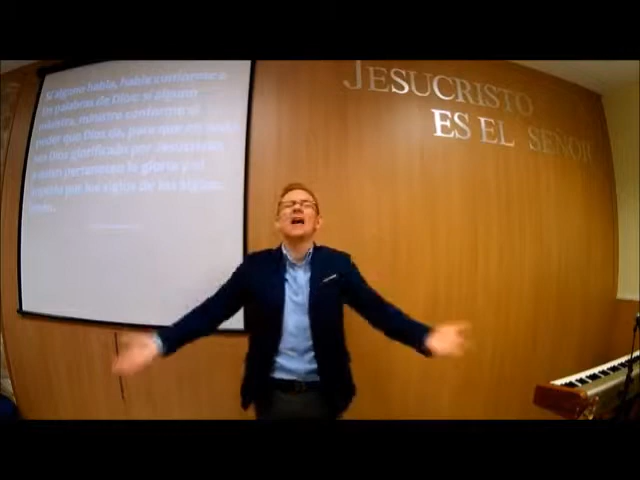 Si alguno habla, hable conforme a
las palabras de Dios; si alguno
ministra, ministre conforme al
poder que Dios da, para que en todo
sea Dios glorificado por Jesucristo,
a quien pertenecen la gloria y el
imperio por los siglos de los siglos.
JESUCRISTO
ES EL SEÑOR